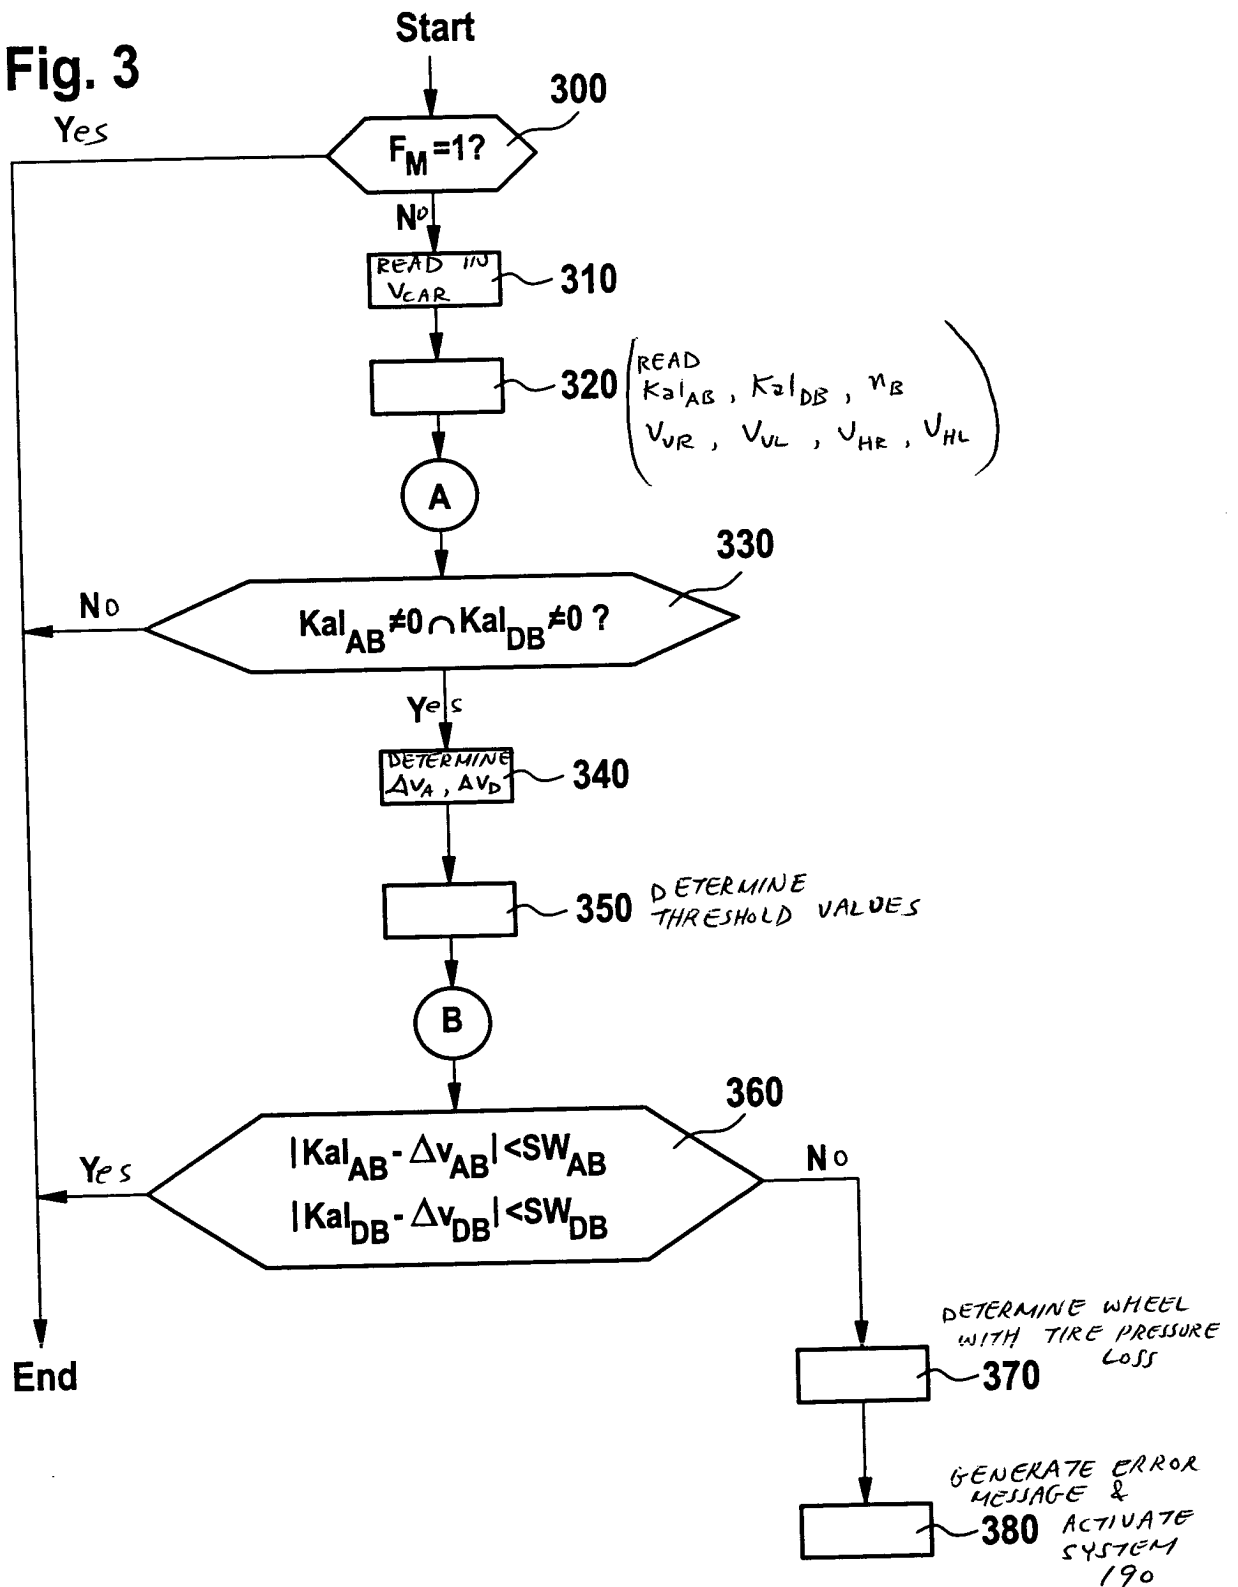 Fig. 3
Start
300
Yes
F_M=1?
No
READ IN
V_CAR
310
320
READ
Kal_AB, Kal_DB, n_B
V_VR, V_VL, V_HR, V_HL
A
330
No
Kal_AB≠0∩Kal_DB≠0 ?
Yes
DETERMINE
ΔV_A, ΔV_D
340
350
DETERMINE
THRESHOLD VALUES
B
360
|Kal_AB - Δv_AB| <SW_AB
|Kal_DB - Δv_DB| <SW_DB
Yes
No
DETERMINE WHEEL
WITH TIRE PRESSURE
LOSS
370
End
GENERATE ERROR
MESSAGE &
380
ACTIVATE
SYSTEM
190